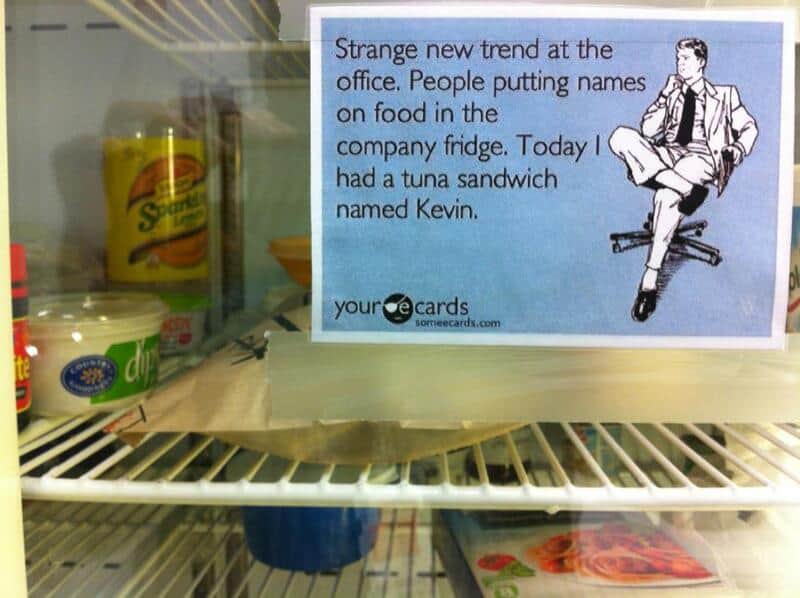 Strange new trend at the
office. People putting names
on food in the
company fridge. Today I
had a tuna sandwich
named Kevin.
your e cards
someecards.com
COUNTRY
dip